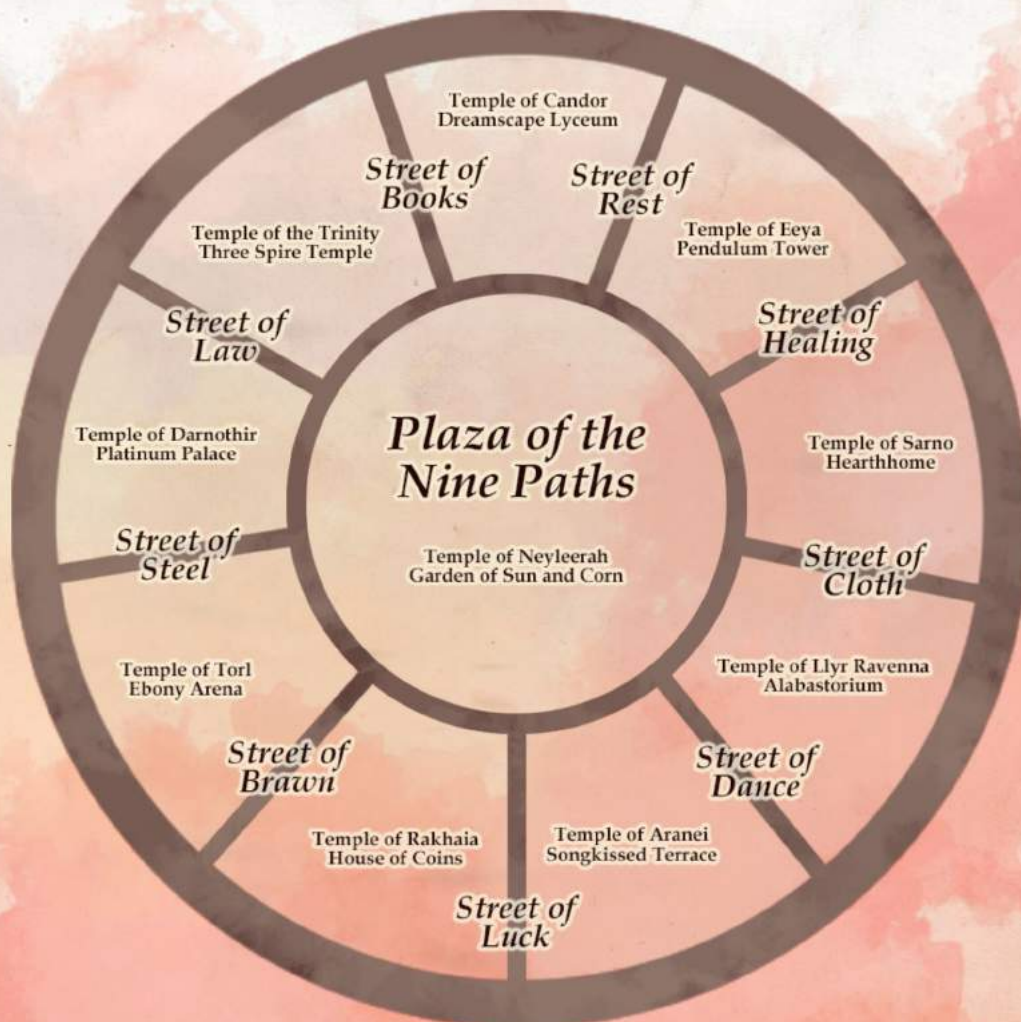 Temple of Candor
Dreamscape Lyceum
Street of
Books
Street of
Rest
Temple of the Trinity
Three Spire Temple
Temple of Eeya
Pendulum Tower
Street of
Law
Street of
Healing
Plaza of the
Nine Paths
Temple of Darnothir
Platinum Palace
Temple of Sarno
Hearthhome
Street of
Steel
Temple of Neyleerah
Garden of Sun and Corn
Street of
Cloth
Temple of Torl
Ebony Arena
Temple of Llyr Ravenna
Alabastorium
Street of
Brawn
Street of
Dance
Temple of Rakhaia
House of Coins
Temple of Aranei
Songkissed Terrace
Street of
Luck